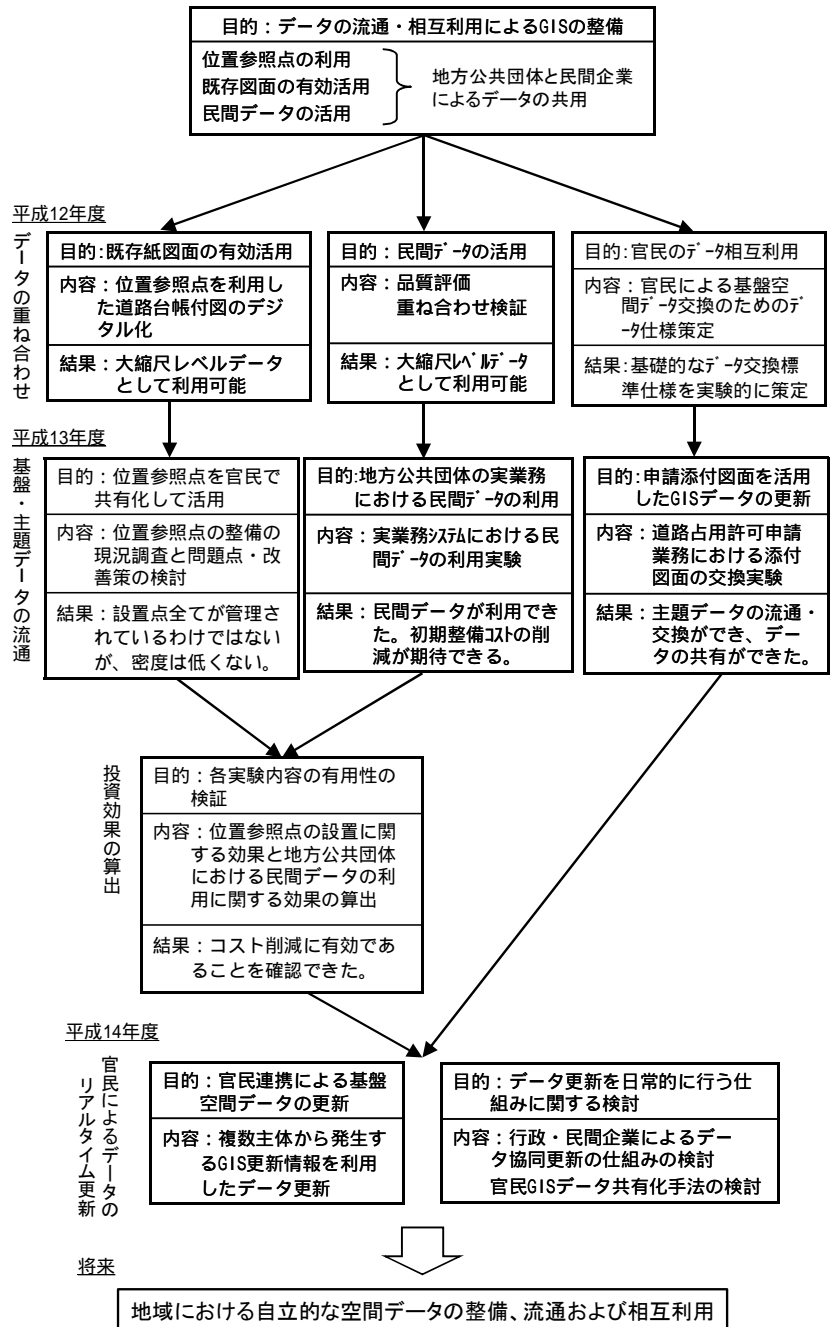 目的：データの流通・相互利用によるGISの整備
位置参照点の利用
既存図面の有効活用
民間データの活用
地方公共団体と民間企業
によるデータの共用
平成12年度
データの重ね合わせ
目的:既存紙図面の有効活用
内容：位置参照点を利用し
た道路台帳付図のデジ
タル化
結果：大縮尺レベルデータ
として利用可能
目的：民間ﾃﾞｰﾀの活用
内容：品質評価
重ね合わせ検証
結果：大縮尺ﾚﾍﾞﾙﾃﾞｰﾀ
として利用可能
目的:官民のﾃﾞｰﾀ相互利用
内容：官民による基盤空
間ﾃﾞｰﾀ交換のためのデ
ｰﾀ仕様策定
結果:基礎的なﾃﾞｰﾀ交換標
準仕様を実験的に策定
平成13年度
基盤・主題データの流通
目的：位置参照点を官民で
共有化して活用
内容：位置参照点の整備の
現況調査と問題点・改
善策の検討
結果：設置点全てが管理さ
れているわけではない
が、密度は低くない。
目的:地方公共団体の実業務
における民間ﾃﾞｰﾀの利用
内容：実業務ｼｽﾃﾑにおける民
間ﾃﾞｰﾀの利用実験
結果：民間データが利用でき
た。初期整備ｺｽﾄの削
減が期待できる。
目的:申請添付図面を活用
したGISデータの更新
内容：道路占用許可申請
業務における添付
図面の交換実験
結果：主題データの流通・
交換ができ、デー
タの共有ができた。
投資効果の算出
目的：各実験内容の有用性の
検証
内容：位置参照点の設置に関
する効果と地方公共団体
における民間データの利
用に関する効果の算出
結果：コスト削減に有効であ
ることを確認できた。
平成14年度
官民によるデータの
リアルタイム更新
目的：官民連携による基盤
空間データの更新
内容：複数主体から発生す
るGIS更新情報を利用
したデータ更新
目的：データ更新を日常的に行う仕
組みに関する検討
内容：行政・民間企業によるデー
タ協同更新の仕組みの検討
官民GISデータ共有化手法の検討
将来
地域における自立的な空間データの整備、流通および相互利用